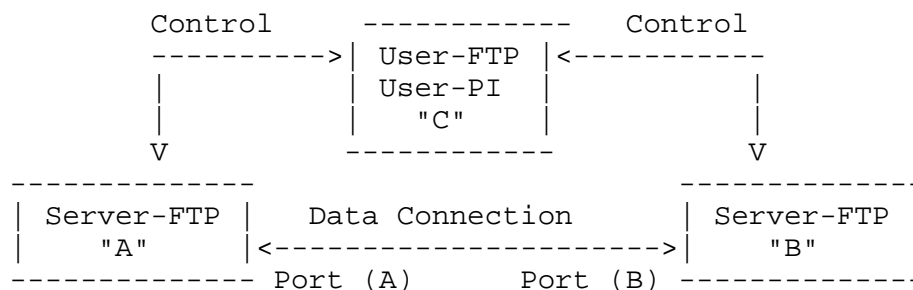 Control Control
User-FTP
User-PI
"C"
Server-FTP Data Connection Server-FTP
"A" "B"
Port (A) Port (B)